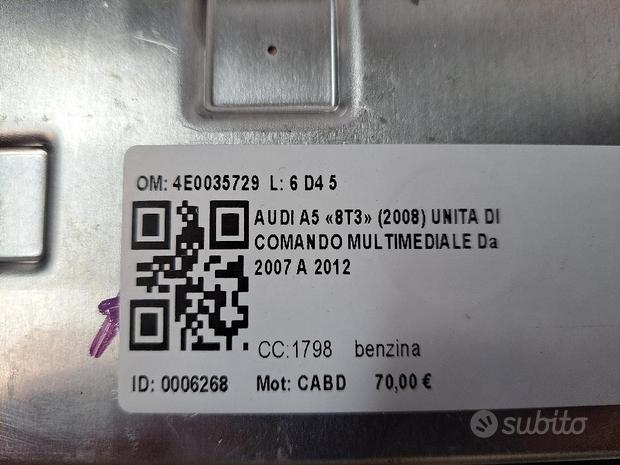 OM: 4E0035729 L: 6 D4 5
AUDI A5 «8T3» (2008) UNITA DI
COMANDO MULTIMEDIALE Da
2007 A 2012
CC:1798 benzina
ID: 0006268 Mot: CABD 70,00 €
subito